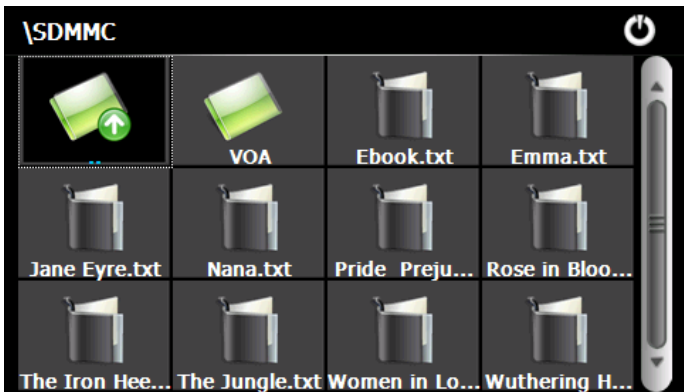 \SDMMC
..
VOA
Ebook.txt
Emma.txt
Jane Eyre.txt
Nana.txt
Pride  Preju...
Rose in Bloo...
The Iron Hee...
The Jungle.txt
Women in Lo...
Wuthering H...